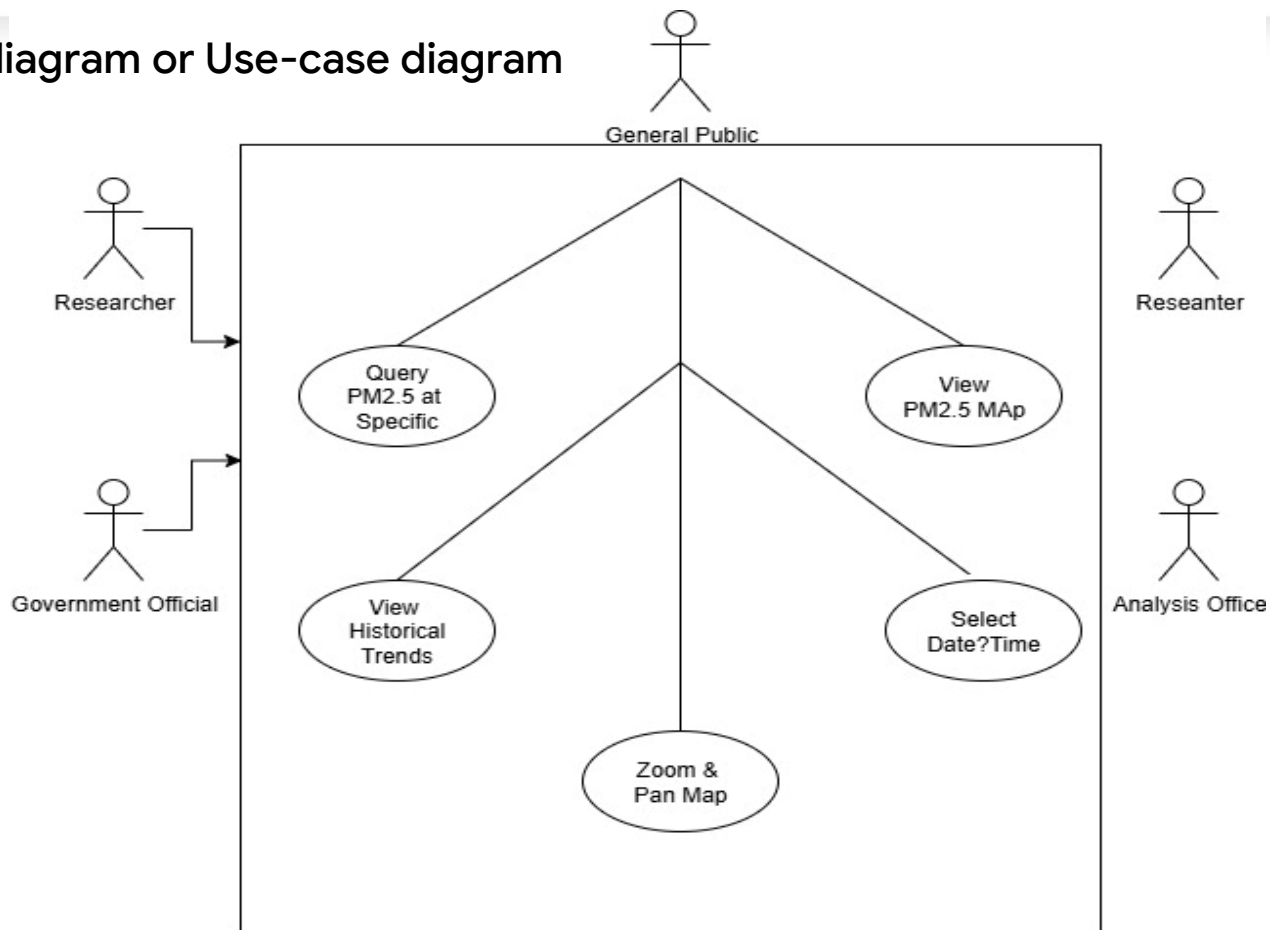 diagram or Use-case diagram
General Public
Researcher
Reseanter
Query
PM2.5 at
Specific
View
PM2.5 MAp
Government Official
Analysis Office
View
Historical
Trends
Select
Date?Time
Zoom &
Pan Map